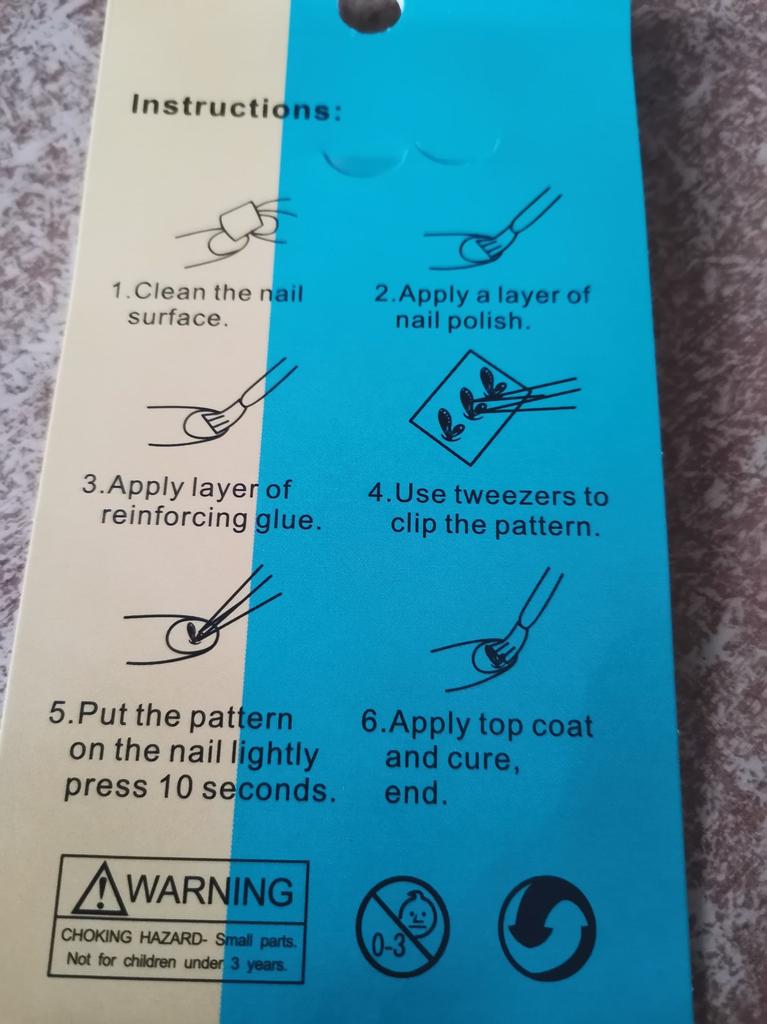 Instructions:
1.Clean the nail
surface.
2.Apply a layer of
nail polish.
3.Apply layer of
reinforcing glue.
4.Use tweezers to
clip the pattern.
5.Put the pattern
on the nail lightly
press 10 seconds.
6.Apply top coat
and cure,
end.
WARNING
CHOKING HAZARD- Small parts.
Not for children under 3 years.
0-3